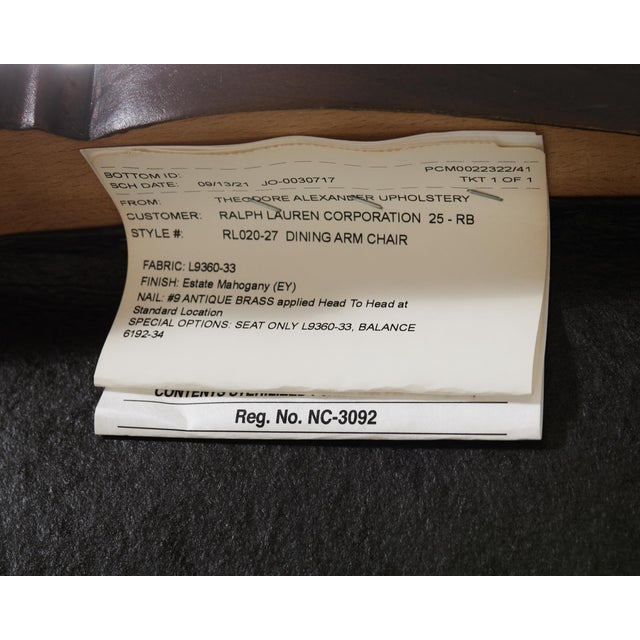 BOTTOM ID: PCM0022322/41
SCH DATE: 09/13/21 JO-0030717 TKT 1 OF 1
FROM: THEODORE ALEXANDER UPHOLSTERY
CUSTOMER: RALPH LAUREN CORPORATION 25 - RB
STYLE #: RL020-27 DINING ARM CHAIR
FABRIC: L9360-33
FINISH: Estate Mahogany (EY)
NAIL: #9 ANTIQUE BRASS applied Head To Head at
Standard Location
SPECIAL OPTIONS: SEAT ONLY L9360-33, BALANCE
6192-34
CONTENTS STERILIZED
Reg. No. NC-3092